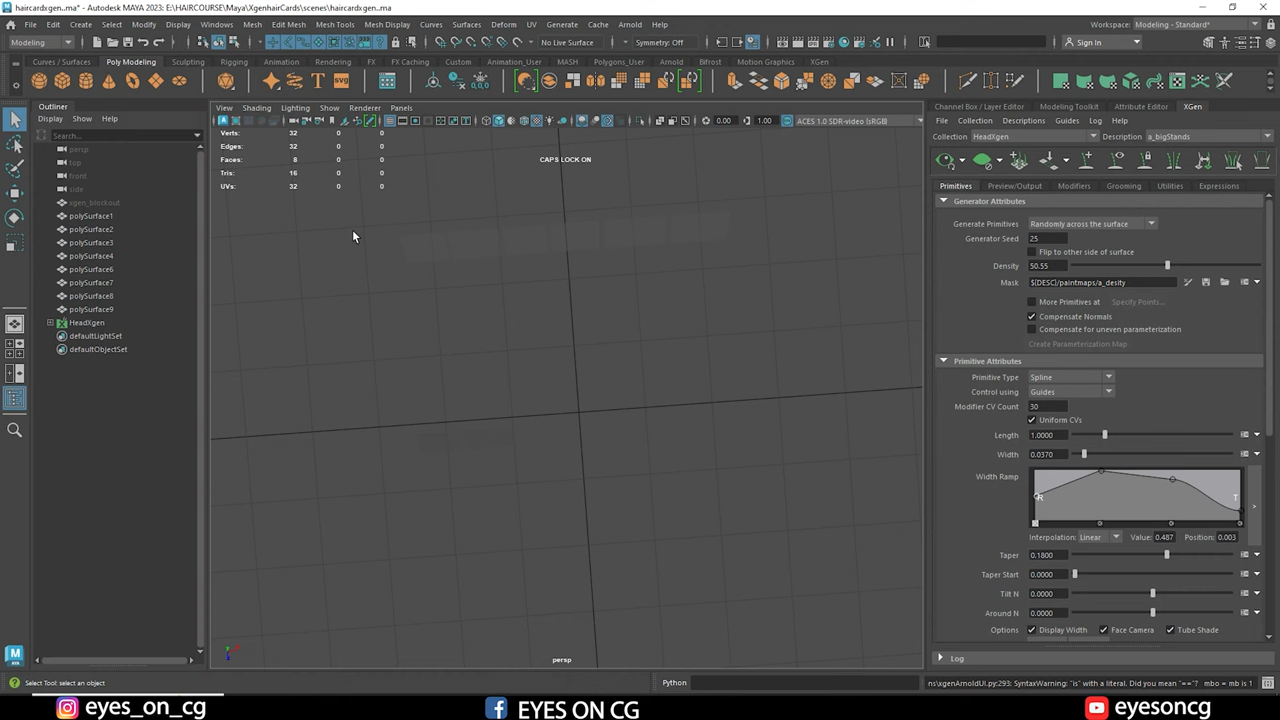 haircardxgen..ma* - Autodesk MAYA 2023: E:\HAIRCOURSE\MAYA\XgenhairCards\scenes\haircardxgen..ma
File Edit Create Select Modify Display Windows Mesh Edit Mesh Mesh Tools Mesh Display Curves Surfaces Deform UV Generate Cache Arnold Help
Workspace: Modeling - Standard*
Modeling
No Live Surface
Symmetry: Off
Sign In
Curves / Surfaces Poly Modeling Sculpting Rigging Animation Rendering FX FX Caching Custom Animation_User MASH Polygons_User Arnold Bifrost Motion Graphics XGen
SVG
Outliner
Display Show Help
Search...
persp
top
front
side
xgen_blockout
polySurface1
polySurface2
polySurface3
polySurface4
polySurface6
polySurface7
polySurface8
polySurface9
HeadXgen
defaultLightSet
defaultObjectSet
View Shading Lighting Show Renderer Panels
0.00 1.00 ACES 1.0 SDR-video (sRGB)
Verts: 32 0 0
Edges: 32 0 0
Faces: 8 0 0
Tris: 16 0 0
UVs: 32 0 0
CAPS LOCK ON
persp
Channel Box / Layer Editor Modeling Toolkit Attribute Editor XGen
File Collection Descriptions Guides Log Help
Collection HeadXgen Description a_bigStands
Primitives Preview/Output Modifiers Grooming Utilities Expressions
Generator Attributes
Generate Primitives Randomly across the surface
Generator Seed 25
Flip to other side of surface
Density 50.55
Mask ${DESC}/paintmaps/a_desity
More Primitives at Specify Points...
Compensate Normals
Compensate for uneven parameterization
Create Parameterization Map
Primitive Attributes
Primitive Type Spline
Control using Guides
Modifier CV Count 30
Uniform CVs
Length 1.0000
Width 0.0370
Width Ramp
R T
>
Interpolation: Linear Value: 0.487 Position: 0.003
Taper 0.1800
Taper Start 0.0000
Tilt N 0.0000
Around N 0.0000
Options Display Width Face Camera Tube Shade
Log
Select Tool: select an object
Python
ns\xgenArnoldUI.py:293: SyntaxWarning: "is" with a literal. Did you mean "=="? mbo = mb is 1
eyes_on_cg
EYES ON CG
eyesoncg